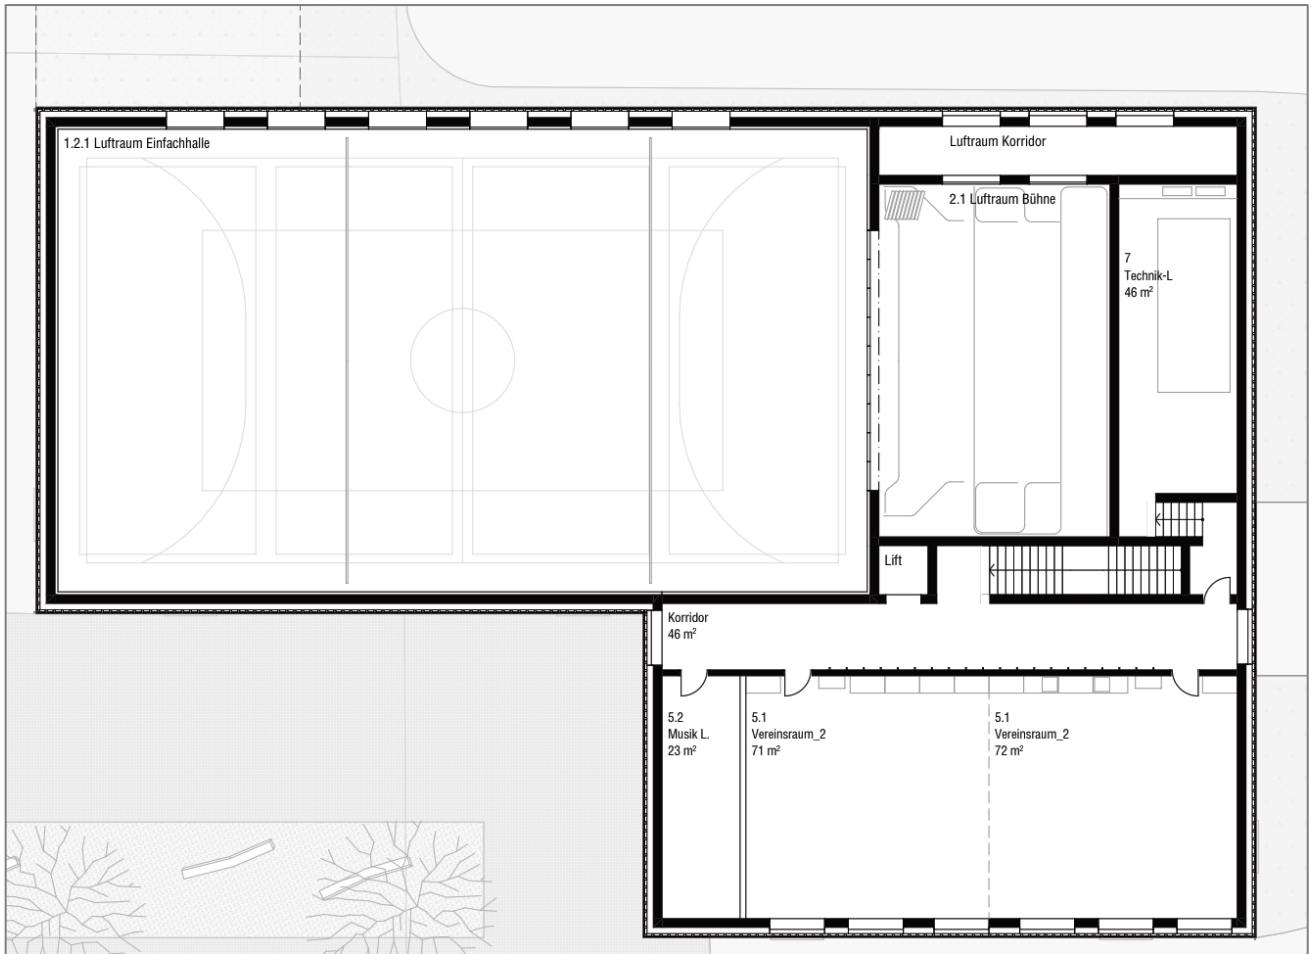 1.2.1 Luftraum Einfachhalle
Luftraum Korridor
2.1 Luftraum Bühne
7
Technik-L
46 m²
Lift
Korridor
46 m²
5.2
Musik L.
23 m²
5.1
Vereinsraum_2
71 m²
5.1
Vereinsraum_2
72 m²